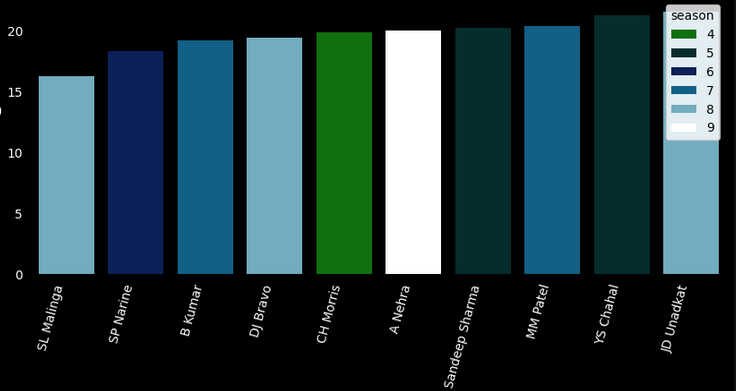 20
15
10
5
0
season
4
5
6
7
8
9
SL Malinga
SP Narine
B Kumar
DJ Bravo
CH Morris
A Nehra
Sandeep Sharma
MM Patel
YS Chahal
JD Unadkat